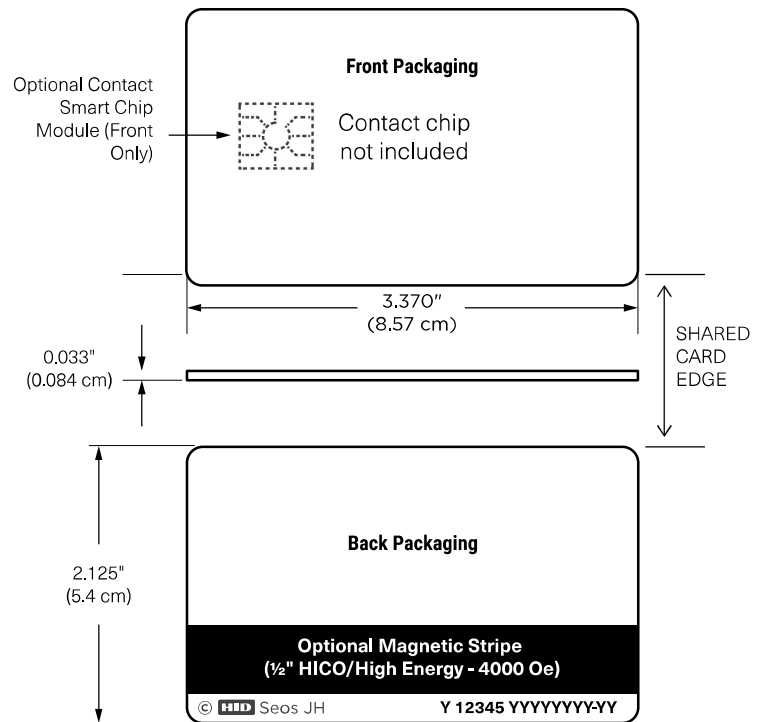 Front Packaging
Optional Contact
Smart Chip
Module (Front
Only)
Contact chip
not included
3.370"
(8.57 cm)
0.033"
(0.084 cm)
SHARED
CARD
EDGE
Back Packaging
2.125"
(5.4 cm)
Optional Magnetic Stripe
(½" HICO/High Energy - 4000 Oe)
© HID Seos JH Y 12345 YYYYYYYY-YY